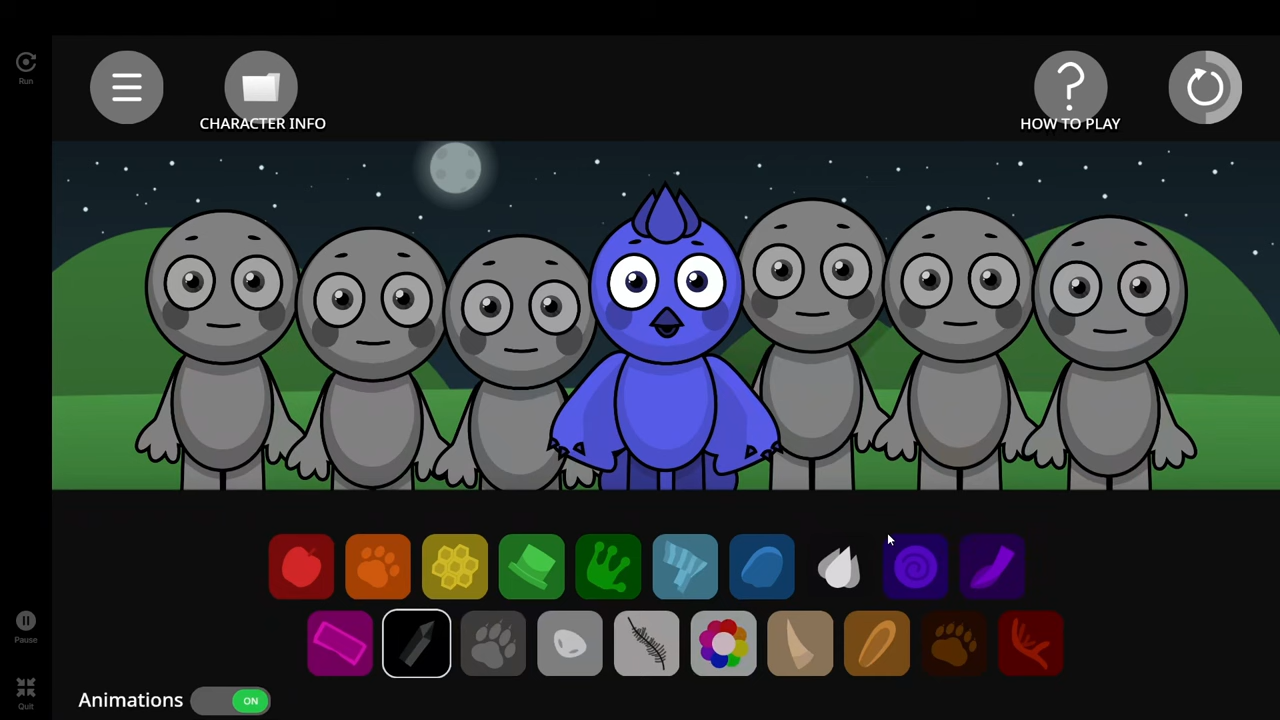 Run
CHARACTER INFO
HOW TO PLAY
Pause
Quit
Animations ON